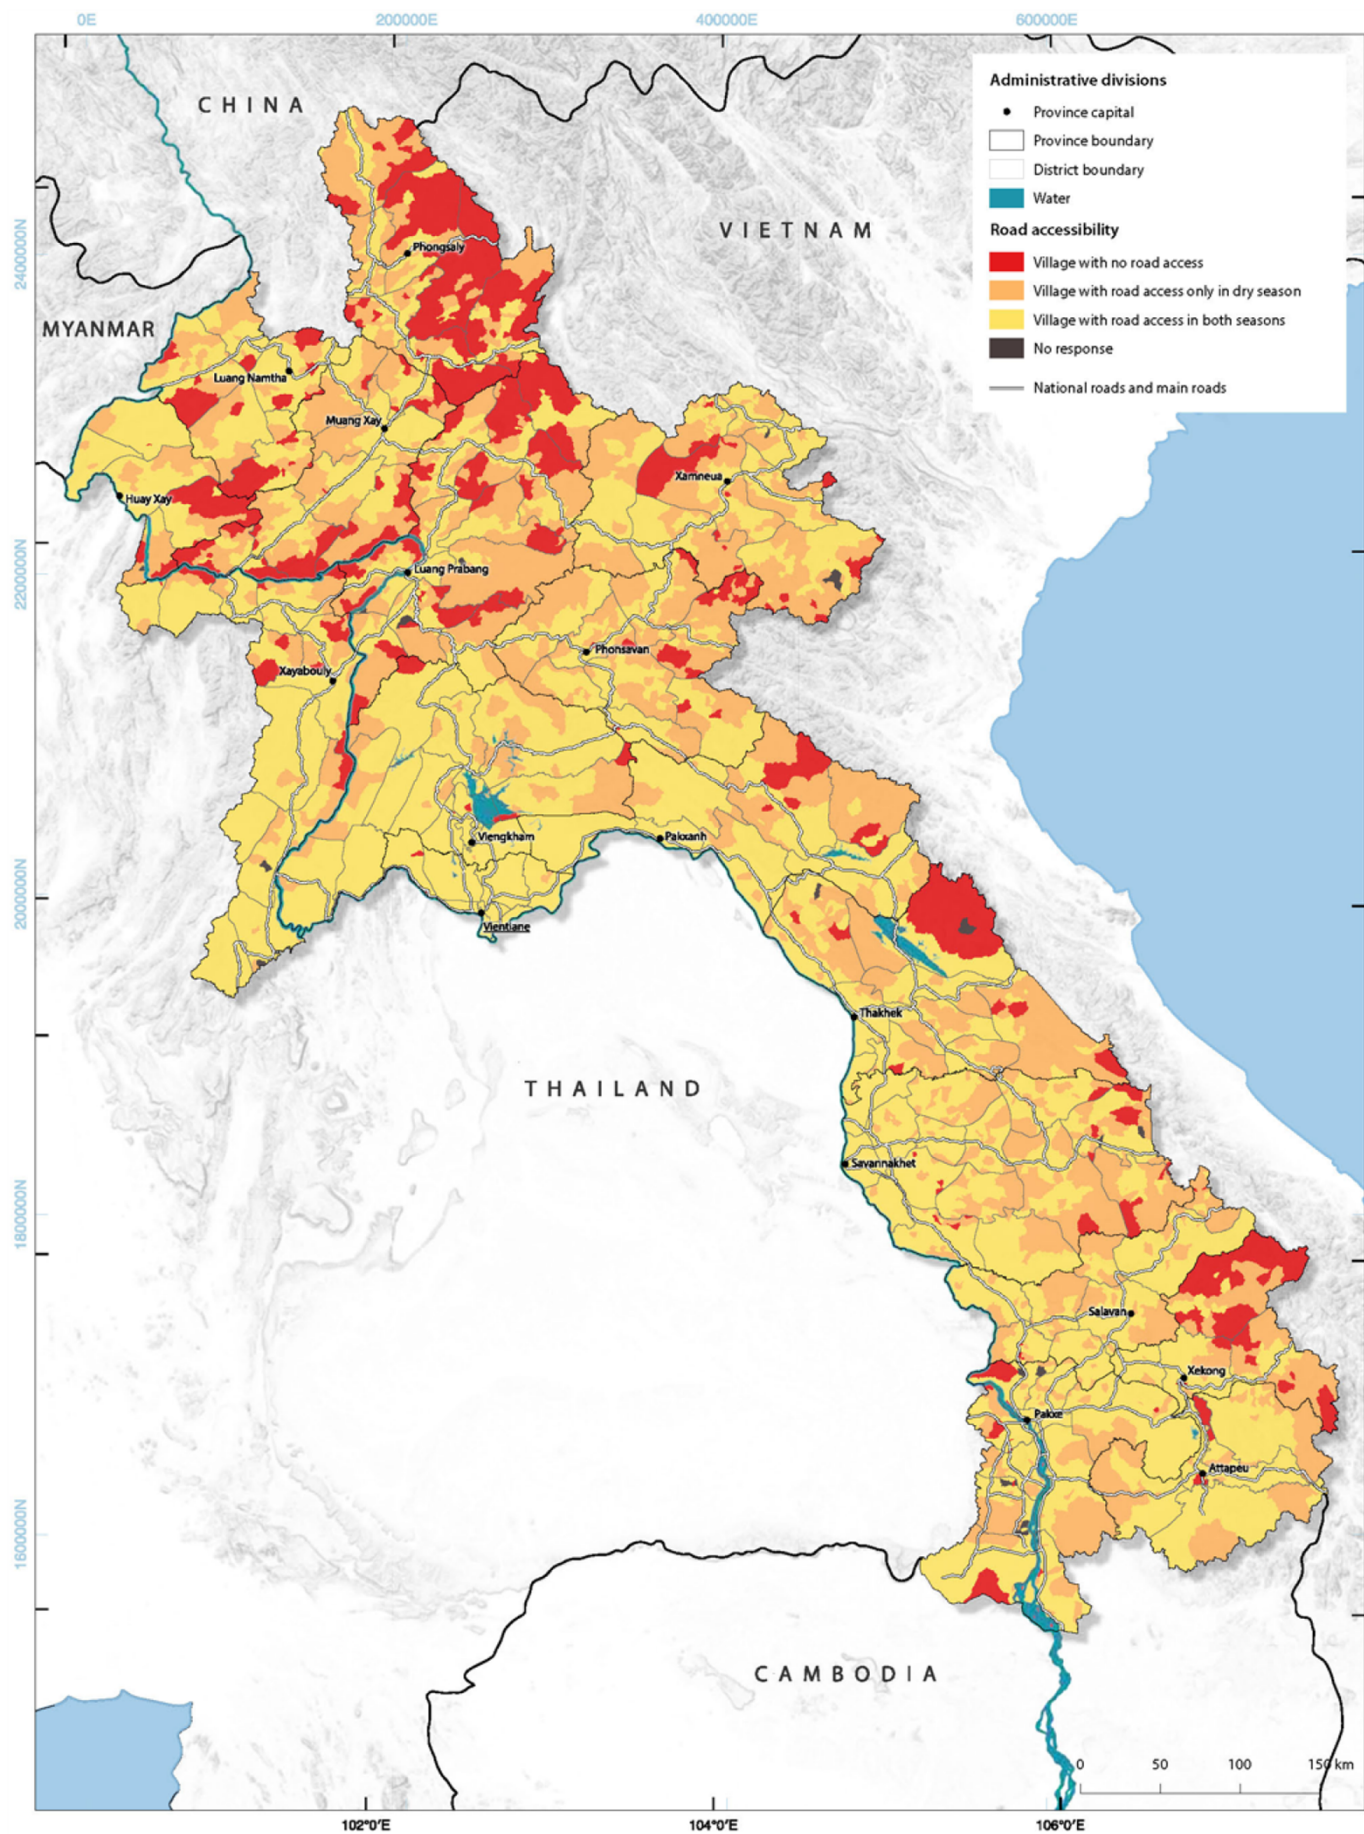 0E
200000E
400000E
600000E
CHINA
VIETNAM
MYANMAR
THAILAND
CAMBODIA
Administrative divisions
Province capital
Province boundary
District boundary
Water
Road accessibility
Village with no road access
Village with road access only in dry season
Village with road access in both seasons
No response
National roads and main roads
2400000N
2200000N
2000000N
1800000N
1600000N
Phongsaly
Luang Namtha
Muang Xay
Xamneua
Huay Xay
Luang Prabang
Phonsavan
Xayabouly
Viengkham
Pakxanh
Vientiane
Thakhek
Savannakhet
Salavan
Xekong
Pakxe
Attapeu
0 50 100 150 km
102°0'E
104°0'E
106°0'E